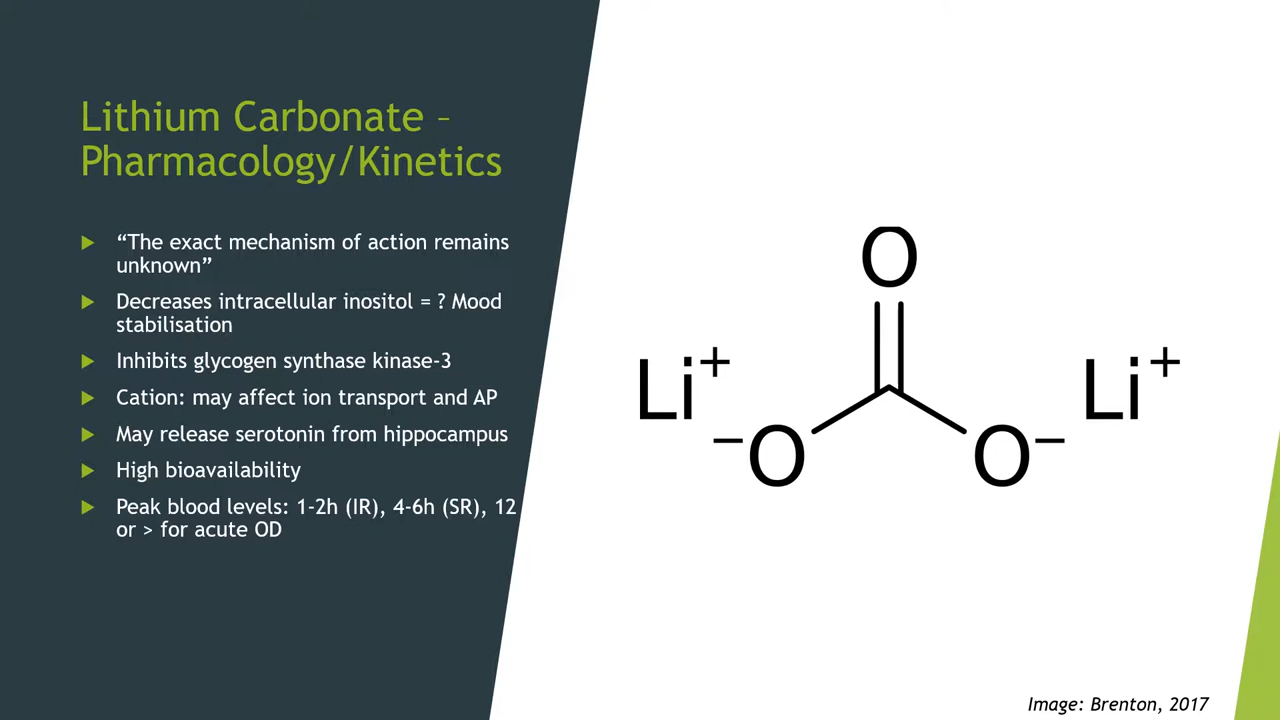 Lithium Carbonate –
Pharmacology/Kinetics
“The exact mechanism of action remains
unknown”
Decreases intracellular inositol = ? Mood
stabilisation
Inhibits glycogen synthase kinase-3
Cation: may affect ion transport and AP
May release serotonin from hippocampus
High bioavailability
Peak blood levels: 1-2h (IR), 4-6h (SR), 12
or > for acute OD
O
Li+ Li+
−O O−
Image: Brenton, 2017